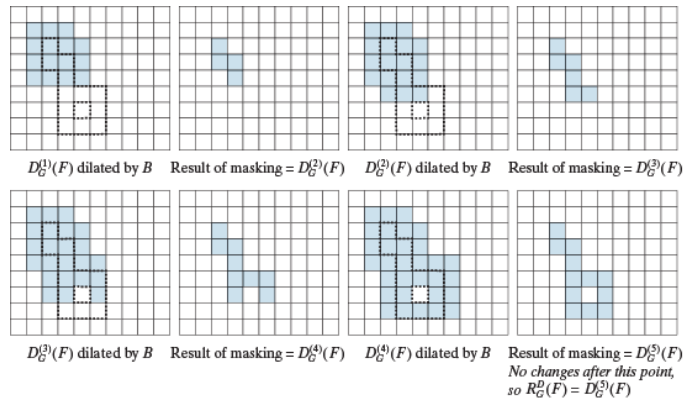 D_G^{(1)}(F) dilated by B
Result of masking = D_G^{(2)}(F)
D_G^{(2)}(F) dilated by B
Result of masking = D_G^{(3)}(F)
D_G^{(3)}(F) dilated by B
Result of masking = D_G^{(4)}(F)
D_G^{(4)}(F) dilated by B
Result of masking = D_G^{(5)}(F)
No changes after this point,
so R_G^D(F) = D_G^{(5)}(F)